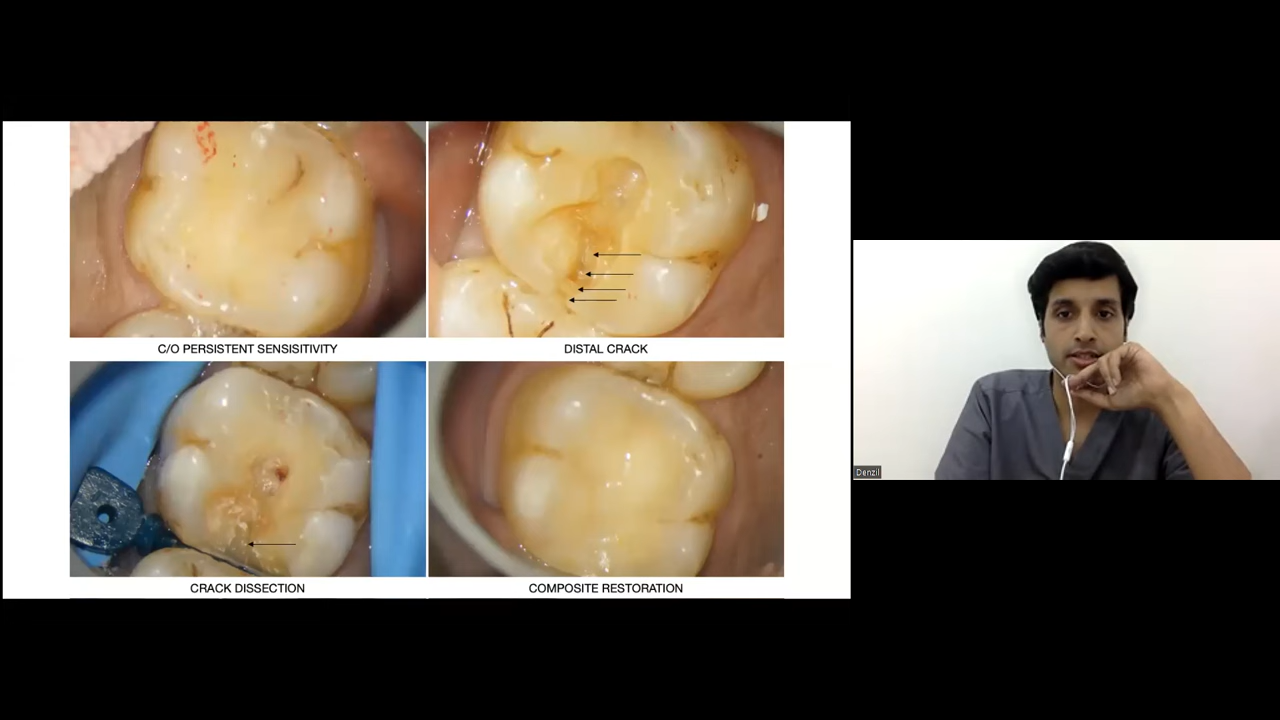 C/O PERSISTENT SENSISITIVITY
DISTAL CRACK
CRACK DISSECTION
COMPOSITE RESTORATION
Denzil